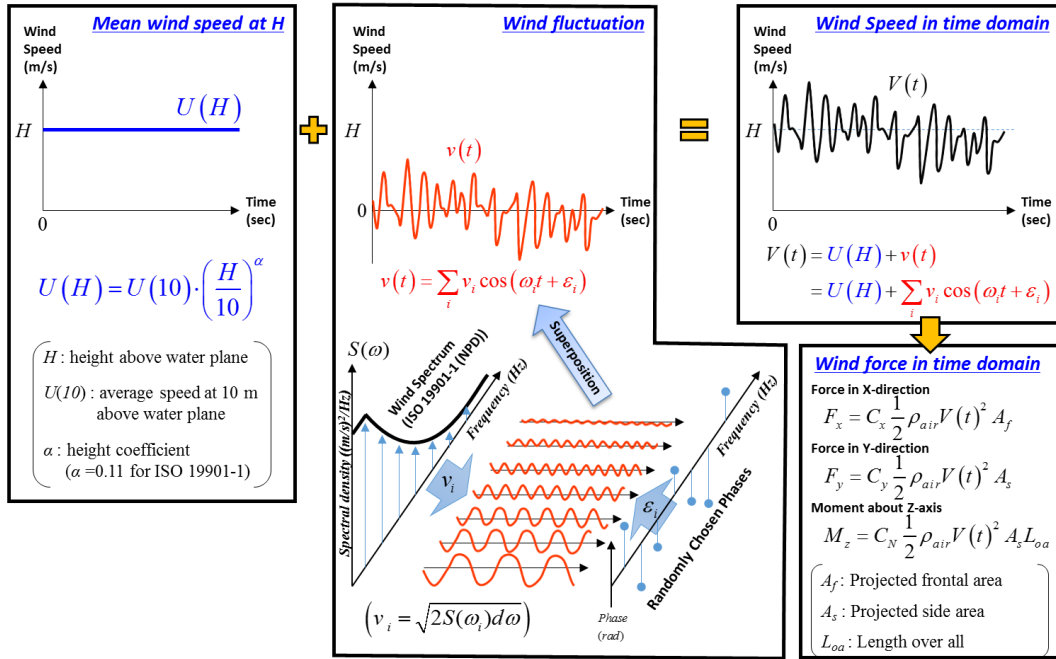 Mean wind speed at H
Wind
Speed
(m/s)
H
U(H)
0
Time
(sec)
U(H) = U(10)·(H/10)^α
H : height above water plane
U(10) : average speed at 10 m
above water plane
α : height coefficient
(α =0.11 for ISO 19901-1)
Wind fluctuation
Wind
Speed
(m/s)
H
v(t)
0
Time
(sec)
v(t) = ∑_i v_i cos(ω_i t + ε_i)
Superposition
S(ω)
Wind Spectrum
(ISO 19901-1 (NPD))
Frequency (Hz)
Spectral density ((m/s)²/Hz)
v_i
Frequency (Hz)
ε_i
Randomly Chosen Phases
Phase
(rad)
(v_i = √(2S(ω_i)dω))
Wind Speed in time domain
Wind
Speed
(m/s)
V(t)
H
0
Time
(sec)
V(t) = U(H) + v(t)
= U(H) + ∑_i v_i cos(ω_i t + ε_i)
Wind force in time domain
Force in X-direction
F_x = C_x 1/2 ρ_air V(t)² A_f
Force in Y-direction
F_y = C_y 1/2 ρ_air V(t)² A_s
Moment about Z-axis
M_z = C_N 1/2 ρ_air V(t)² A_s L_oa
A_f : Projected frontal area
A_s : Projected side area
L_oa : Length over all